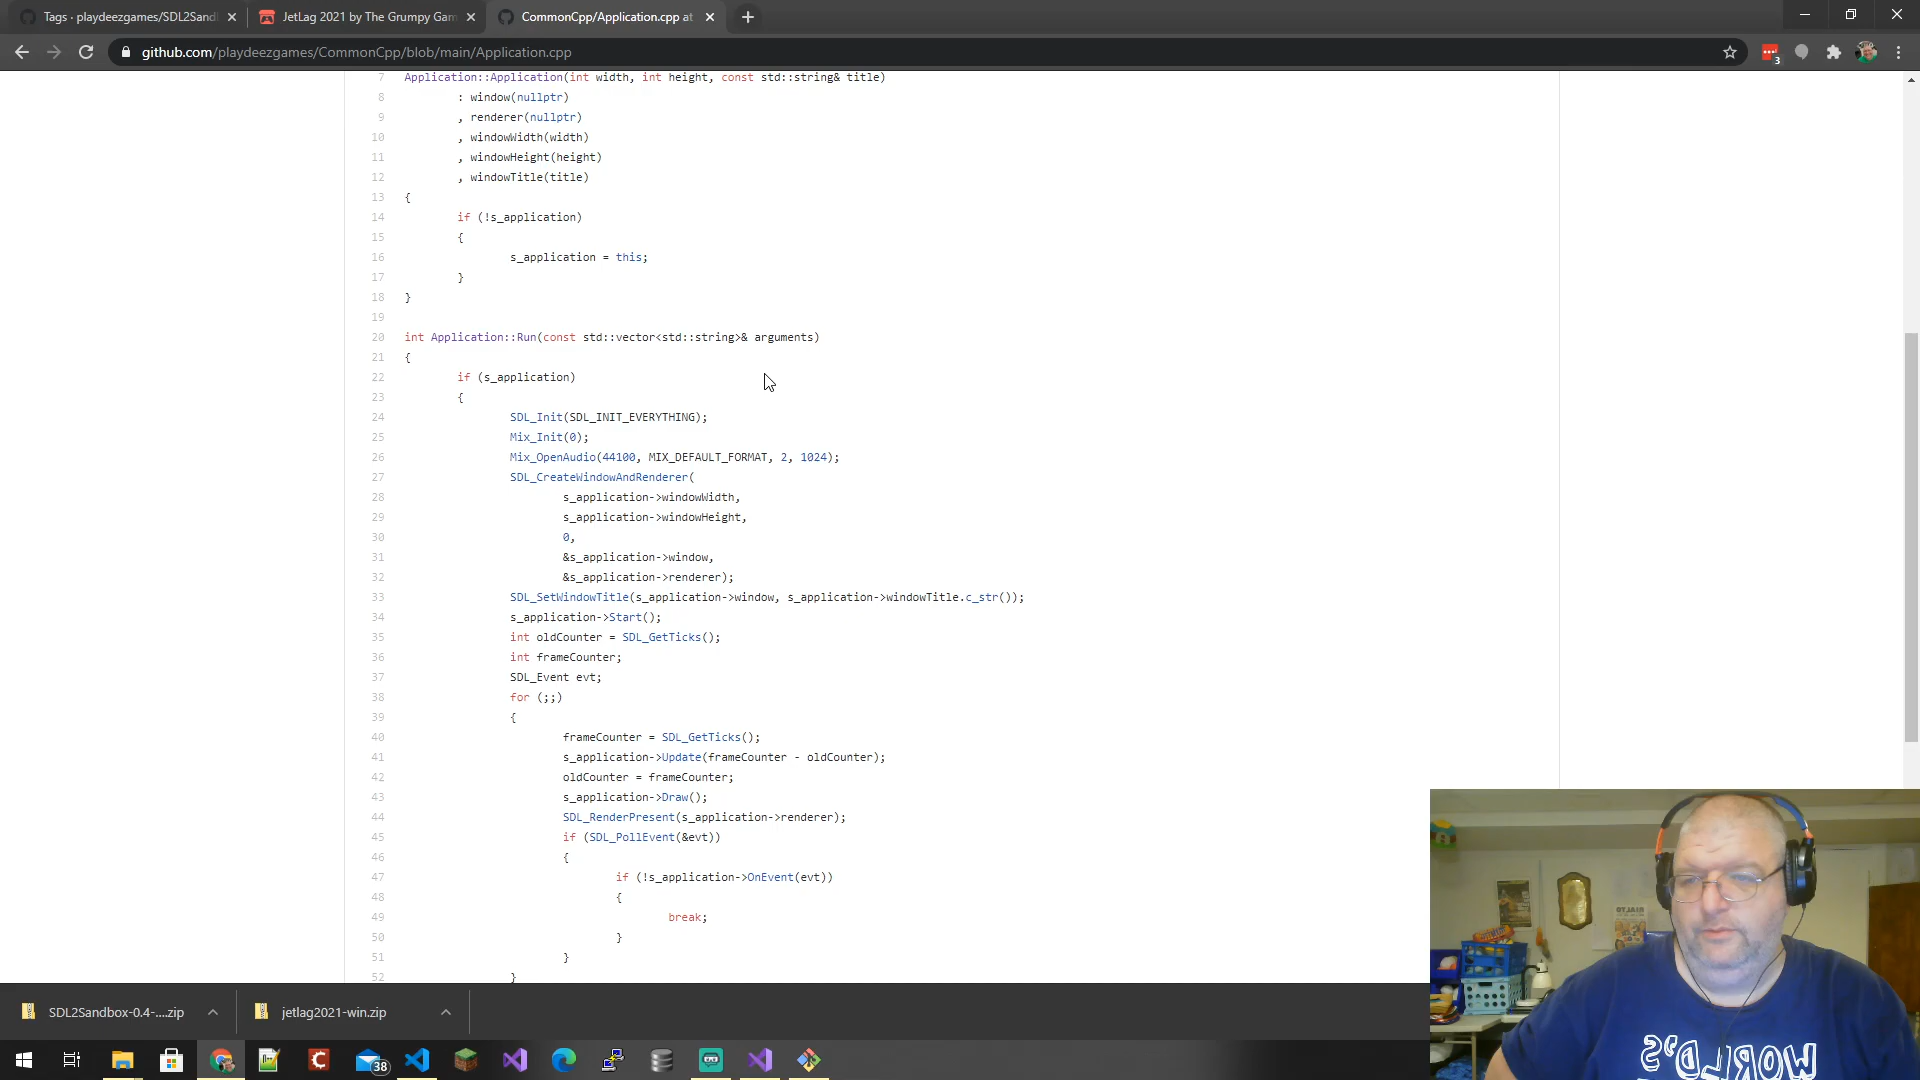 Tags · playdeezgames/SDL2Sand
JetLag 2021 by The Grumpy Gam
CommonCpp/Application.cpp at
github.com/playdeezgames/CommonCpp/blob/main/Application.cpp
3
7 Application::Application(int width, int height, const std::string& title)
8 : window(nullptr)
9 , renderer(nullptr)
10 , windowWidth(width)
11 , windowHeight(height)
12 , windowTitle(title)
13 {
14 if (!s_application)
15 {
16 s_application = this;
17 }
18 }
19
20 int Application::Run(const std::vector<std::string>& arguments)
21 {
22 if (s_application)
23 {
24 SDL_Init(SDL_INIT_EVERYTHING);
25 Mix_Init(0);
26 Mix_OpenAudio(44100, MIX_DEFAULT_FORMAT, 2, 1024);
27 SDL_CreateWindowAndRenderer(
28 s_application->windowWidth,
29 s_application->windowHeight,
30 0,
31 &s_application->window,
32 &s_application->renderer);
33 SDL_SetWindowTitle(s_application->window, s_application->windowTitle.c_str());
34 s_application->Start();
35 int oldCounter = SDL_GetTicks();
36 int frameCounter;
37 SDL_Event evt;
38 for (;;)
39 {
40 frameCounter = SDL_GetTicks();
41 s_application->Update(frameCounter - oldCounter);
42 oldCounter = frameCounter;
43 s_application->Draw();
44 SDL_RenderPresent(s_application->renderer);
45 if (SDL_PollEvent(&evt))
46 {
47 if (!s_application->OnEvent(evt))
48 {
49 break;
50 }
51 }
52 }
SDL2Sandbox-0.4-....zip
jetlag2021-win.zip
38
WORLD'S